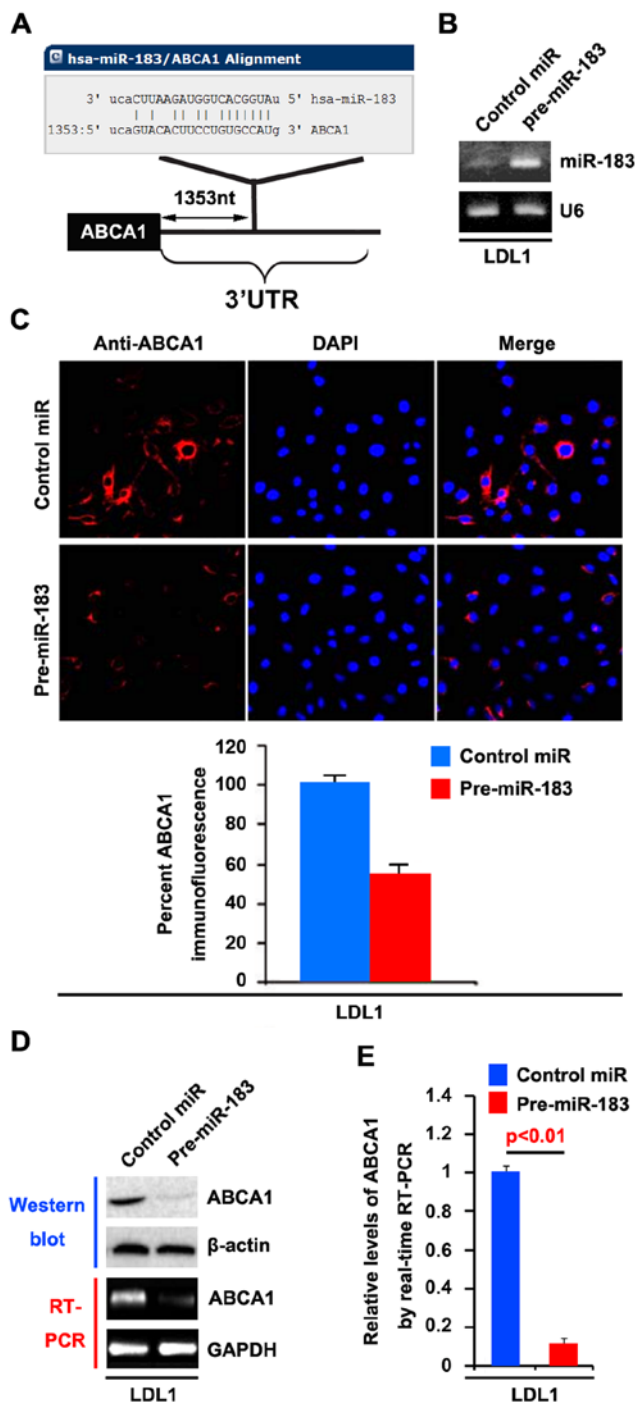 A
hsa-miR-183/ABCA1 Alignment
3' ucaCUUAAGAUGGUCACGGUAu 5' hsa-miR-183
1353:5' ucaGUACACUUCCUGUGCCAUg 3' ABCA1
1353nt
ABCA1
3'UTR
B
Control miR
pre-miR-183
miR-183
U6
LDL1
C
Anti-ABCA1 DAPI Merge
Control miR
Pre-miR-183
Percent ABCA1
immunofluorescence
120
100
80
60
40
20
0
Control miR
Pre-miR-183
LDL1
D
Control miR
Pre-miR-183
Western
blot
ABCA1
β-actin
RT-
PCR
ABCA1
GAPDH
LDL1
E
Control miR
Pre-miR-183
Relative levels of ABCA1
by real-time RT-PCR
1.4
1.2
1
0.8
0.6
0.4
0.2
0
p<0.01
LDL1